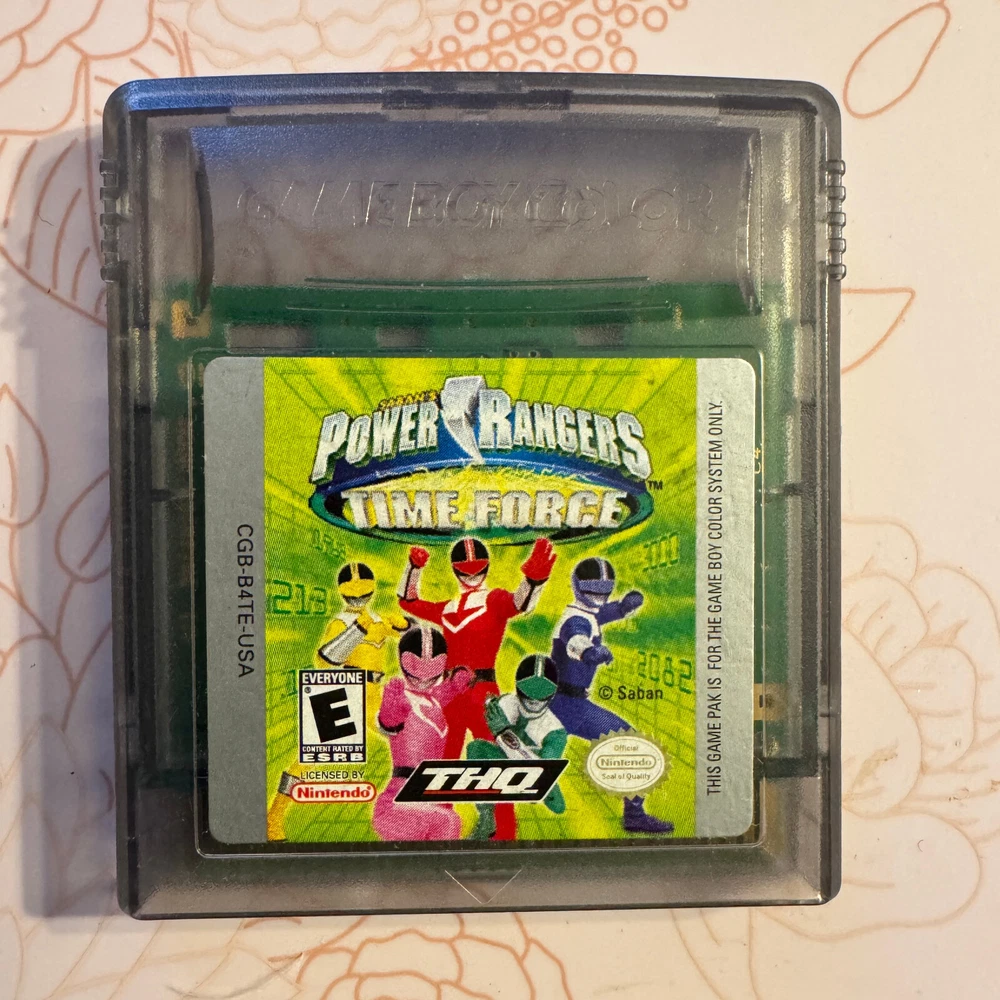 GAME BOY COLOR
SABAN'S
POWER RANGERS
™
TIME FORCE
213
2082
© Saban
EVERYONE
E
®
CONTENT RATED BY
ESRB
LICENSED BY
Nintendo®
THQ
Official
Nintendo
Seal of Quality
CGB-B4TE-USA
THIS GAME PAK IS FOR THE GAME BOY COLOR SYSTEM ONLY.
C4